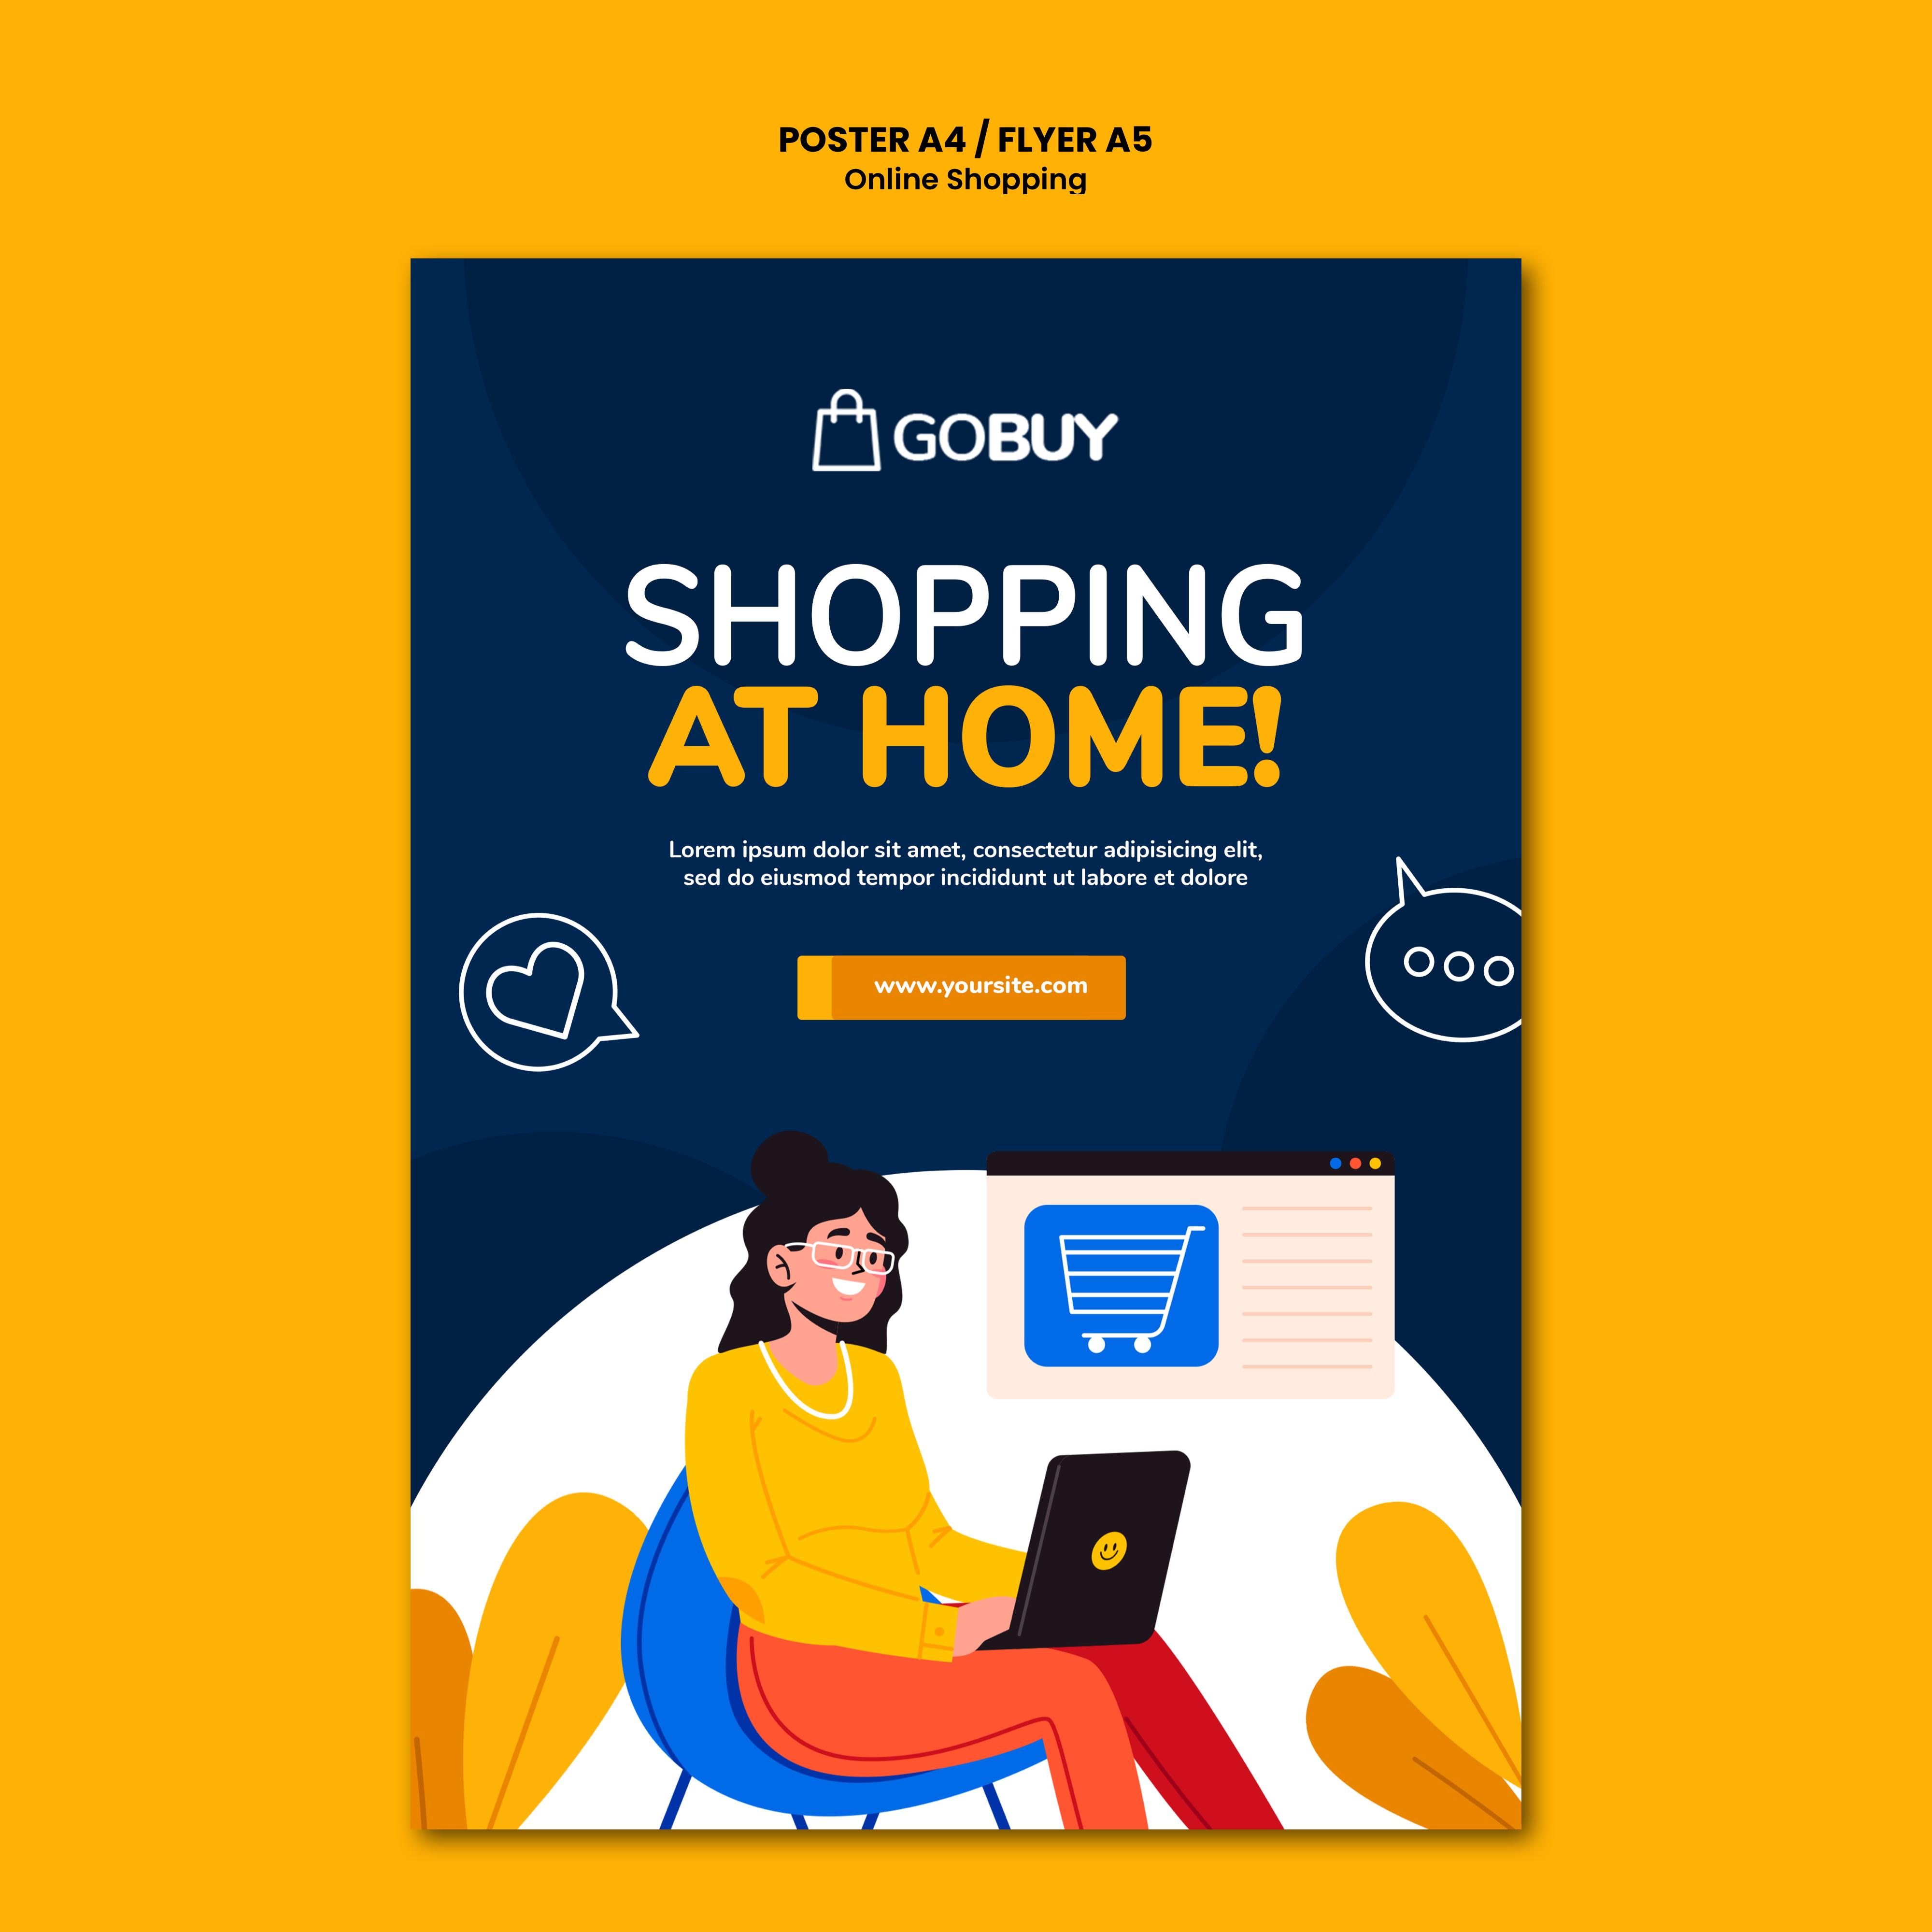 POSTER A4 / FLYER A5
Online Shopping
GOBUY
SHOPPING
AT HOME!
Lorem ipsum dolor sit amet, consectetur adipisicing elit,
sed do eiusmod tempor incididunt ut labore et dolore
www.yoursite.com